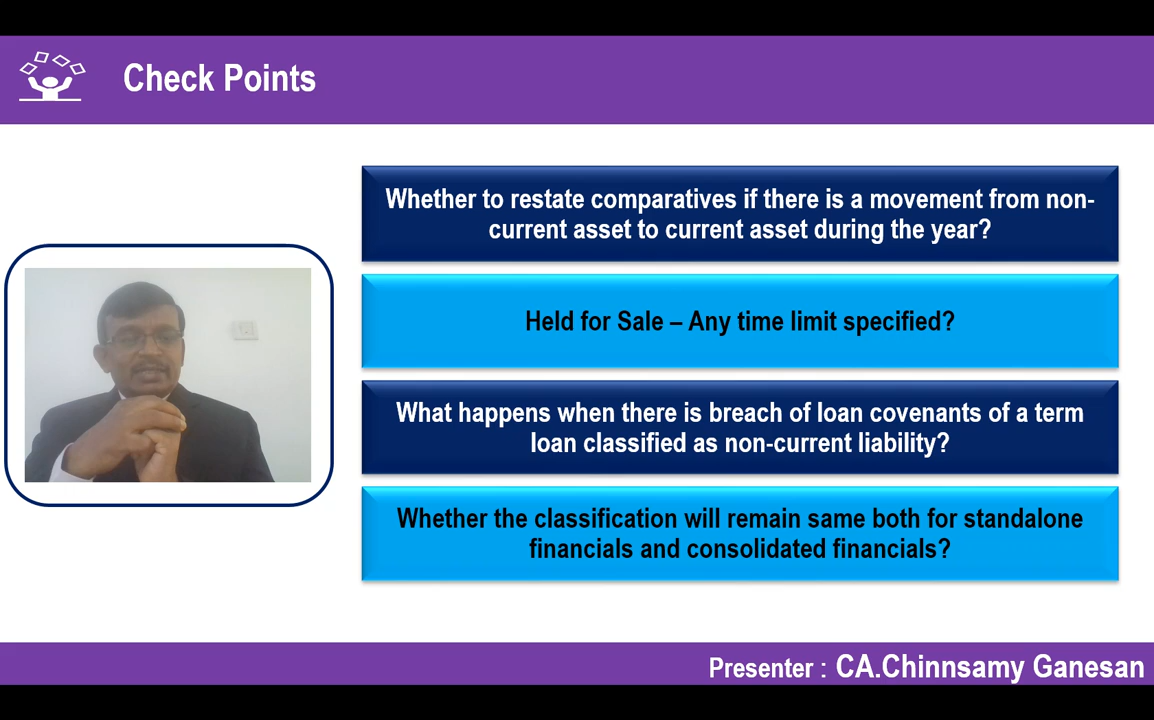 Check Points
Whether to restate comparatives if there is a movement from non-
current asset to current asset during the year?
Held for Sale – Any time limit specified?
What happens when there is breach of loan covenants of a term
loan classified as non-current liability?
Whether the classification will remain same both for standalone
financials and consolidated financials?
Presenter : CA.Chinnsamy Ganesan